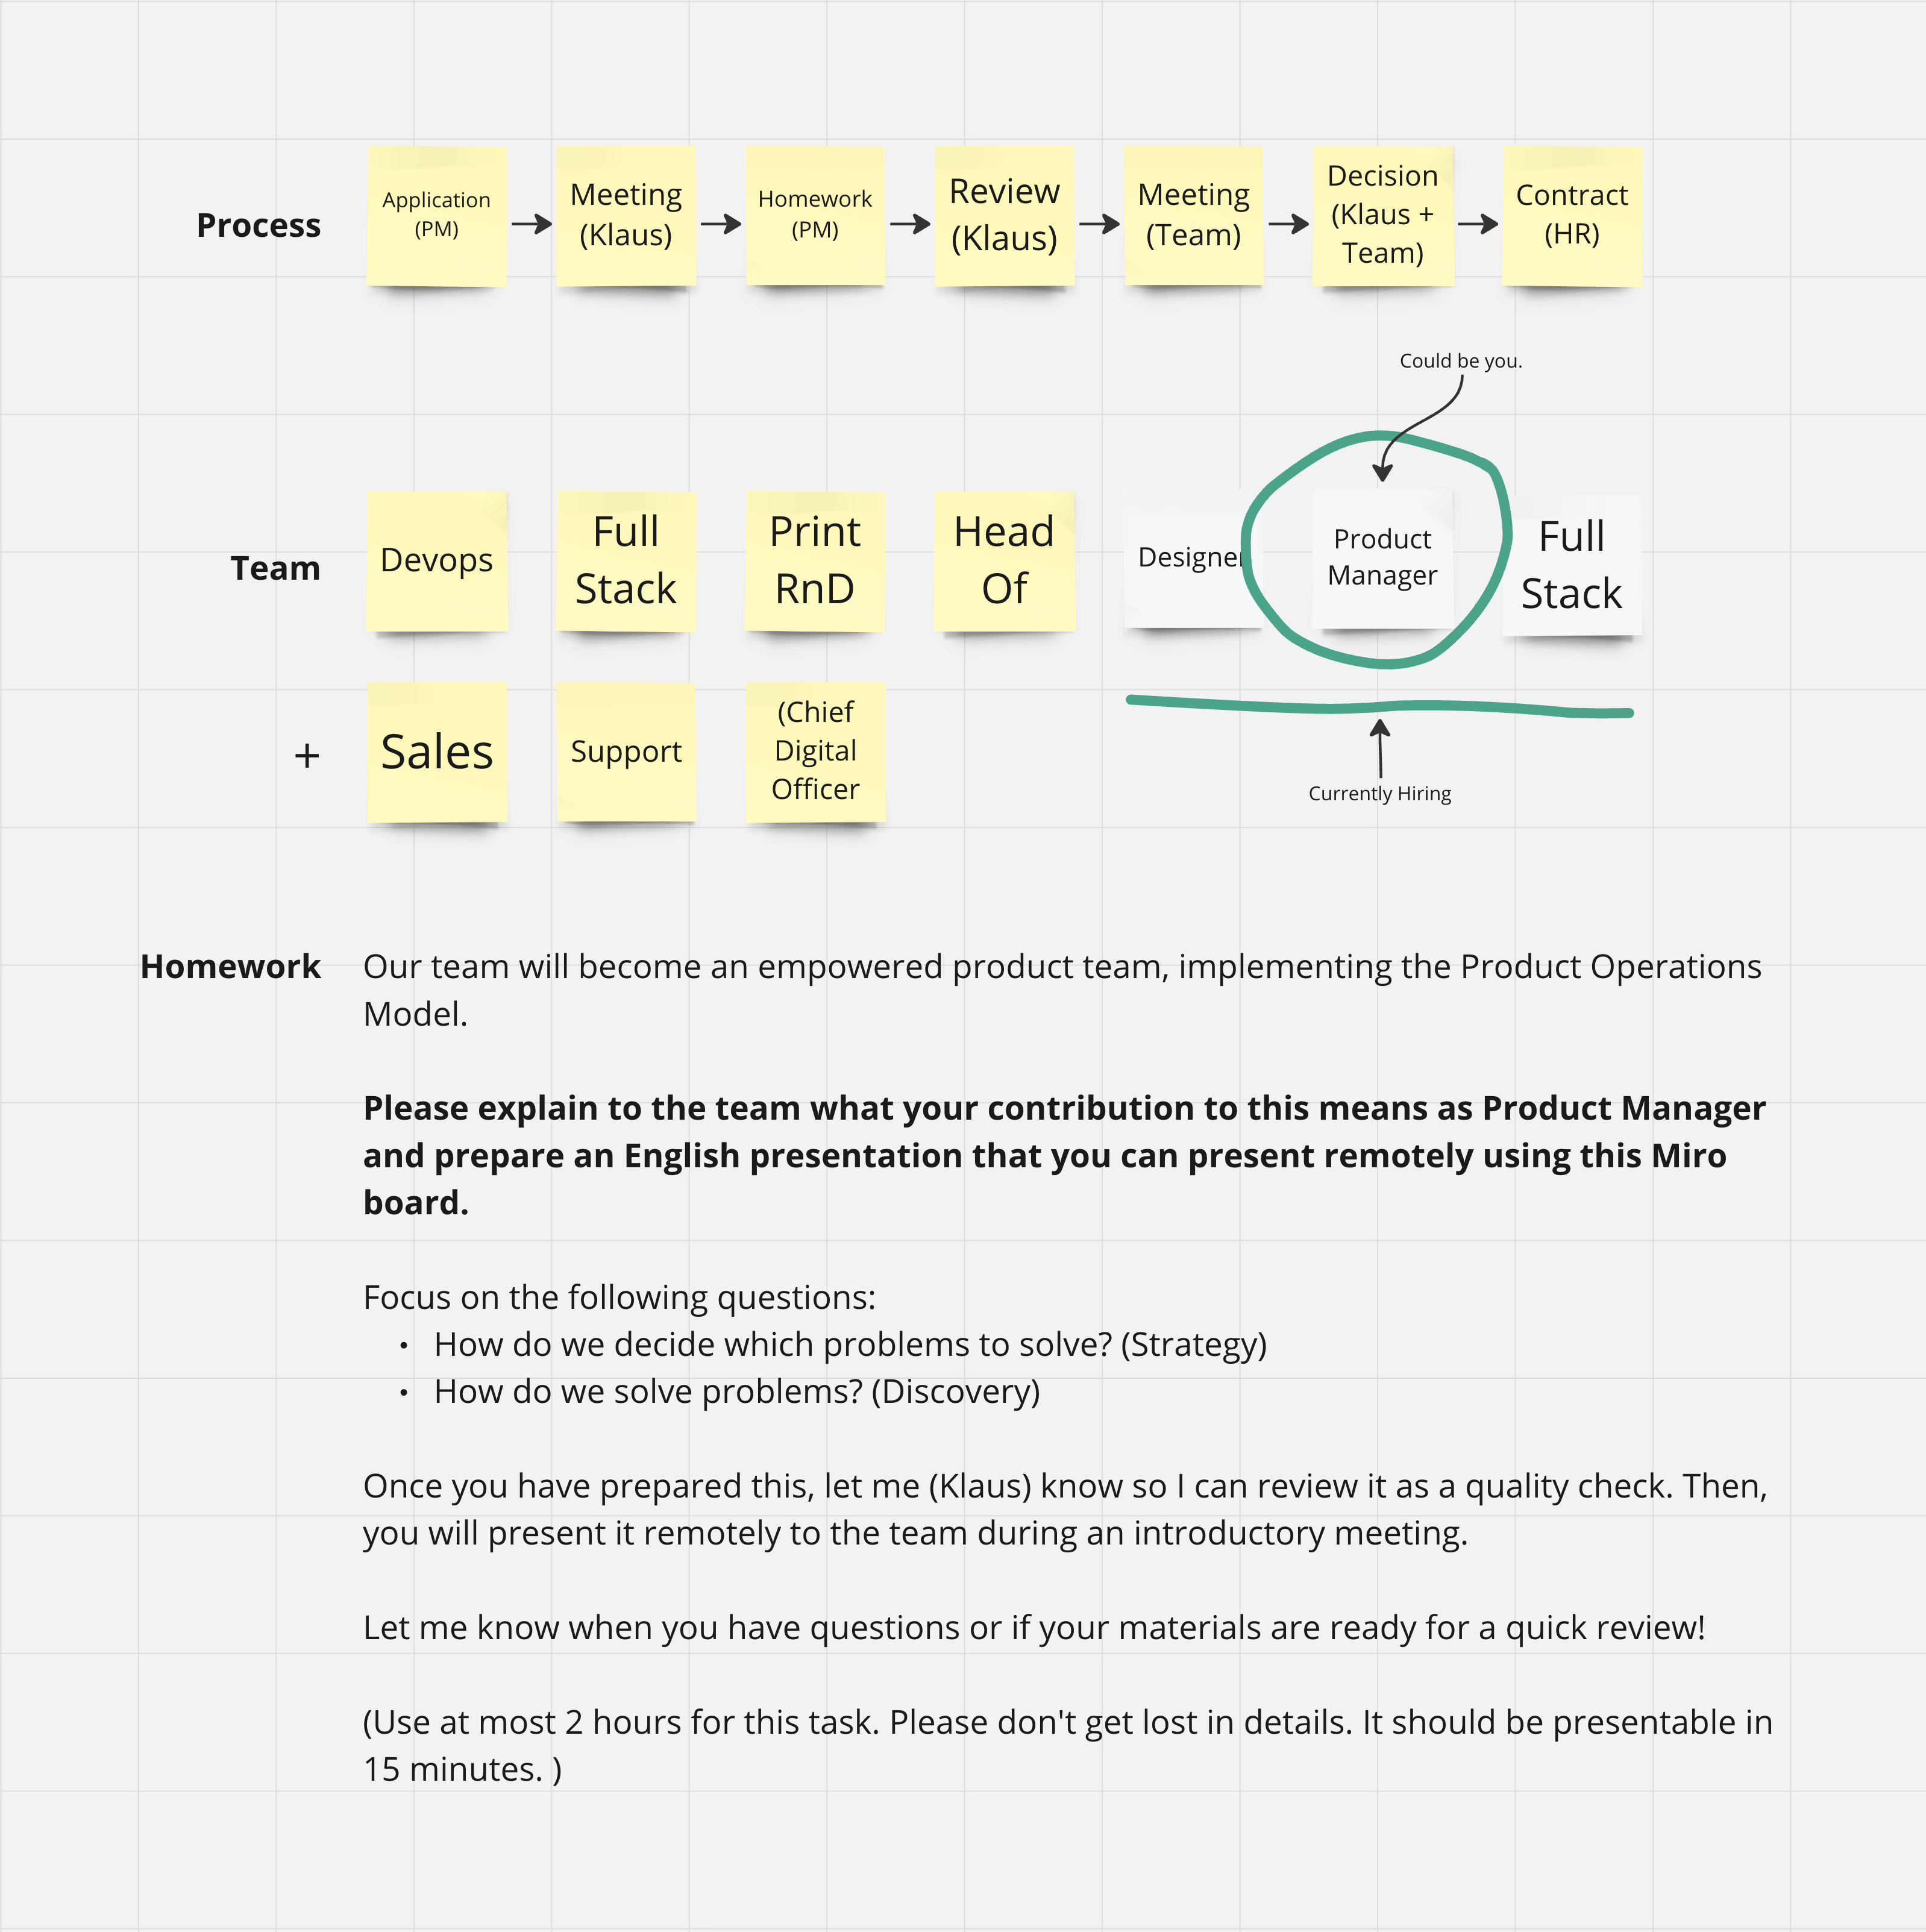 Process
Application
(PM)
Meeting
(Klaus)
Homework
(PM)
Review
(Klaus)
Meeting
(Team)
Decision
(Klaus +
Team)
Contract
(HR)
Could be you.
Team
Devops
Full
Stack
Print
RnD
Head
Of
Designer
Product
Manager
Full
Stack
+
Sales
Support
(Chief
Digital
Officer
Currently Hiring
Homework
Our team will become an empowered product team, implementing the Product Operations
Model.
Please explain to the team what your contribution to this means as Product Manager
and prepare an English presentation that you can present remotely using this Miro
board.
Focus on the following questions:
• How do we decide which problems to solve? (Strategy)
• How do we solve problems? (Discovery)
Once you have prepared this, let me (Klaus) know so I can review it as a quality check. Then,
you will present it remotely to the team during an introductory meeting.
Let me know when you have questions or if your materials are ready for a quick review!
(Use at most 2 hours for this task. Please don't get lost in details. It should be presentable in
15 minutes. )